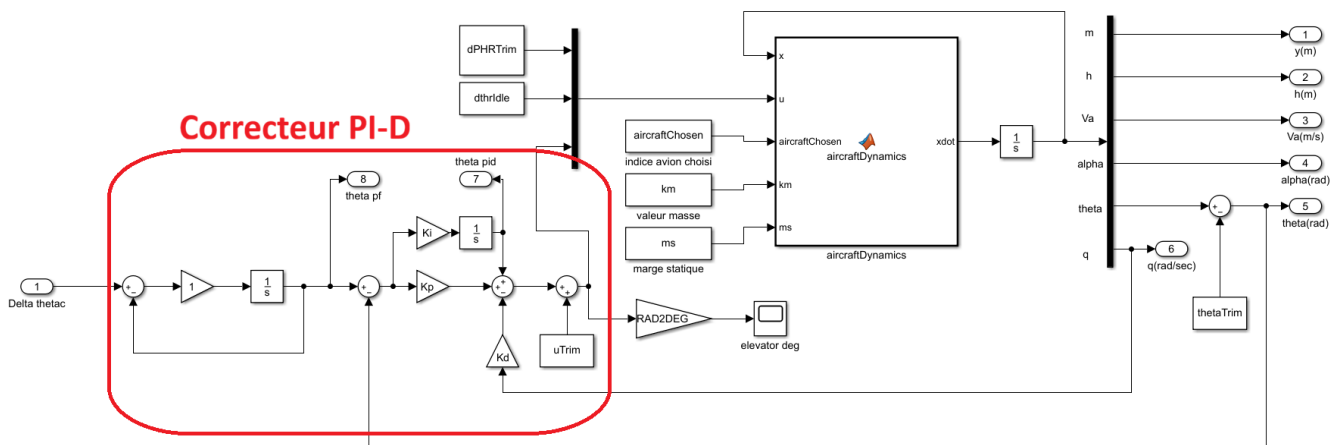 Correcteur PI-D
dPHRTrim
dthrIdle
aircraftChosen
indice avion choisi
km
valeur masse
ms
marge statique
x
u
aircraftChosen
km
ms
aircraftDynamics
xdot
aircraftDynamics
1
s
m
h
Va
alpha
theta
q
1
y(m)
2
h(m)
3
Va(m/s)
4
alpha(rad)
5
theta(rad)
6
q(rad/sec)
thetaTrim
+
−
1
Delta thetac
+
−
1
1
s
8
theta pf
theta pid
7
+
−
Ki
1
s
Kp
Kd
+
+
−
+
+
uTrim
RAD2DEG
elevator deg